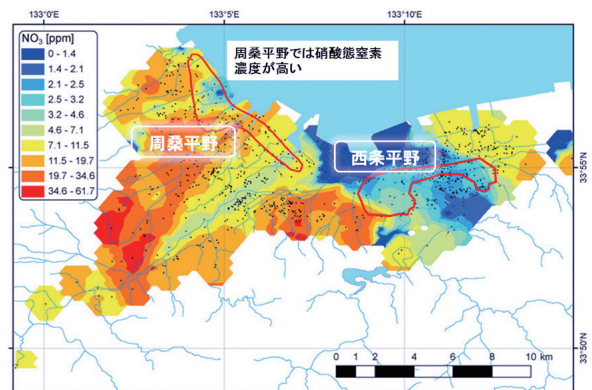 133°0'E
133°5'E
133°10'E
NO3 [ppm]
0 - 1.4
1.4 - 2.1
2.1 - 2.5
2.5 - 3.2
3.2 - 4.6
4.6 - 7.1
7.1 - 11.5
11.5 - 19.7
19.7 - 34.6
34.6 - 61.7
周桑平野では硝酸態窒素
濃度が高い
周桑平野
西条平野
33°55'N
33°50'N
0 1 2 4 6 8 10 km